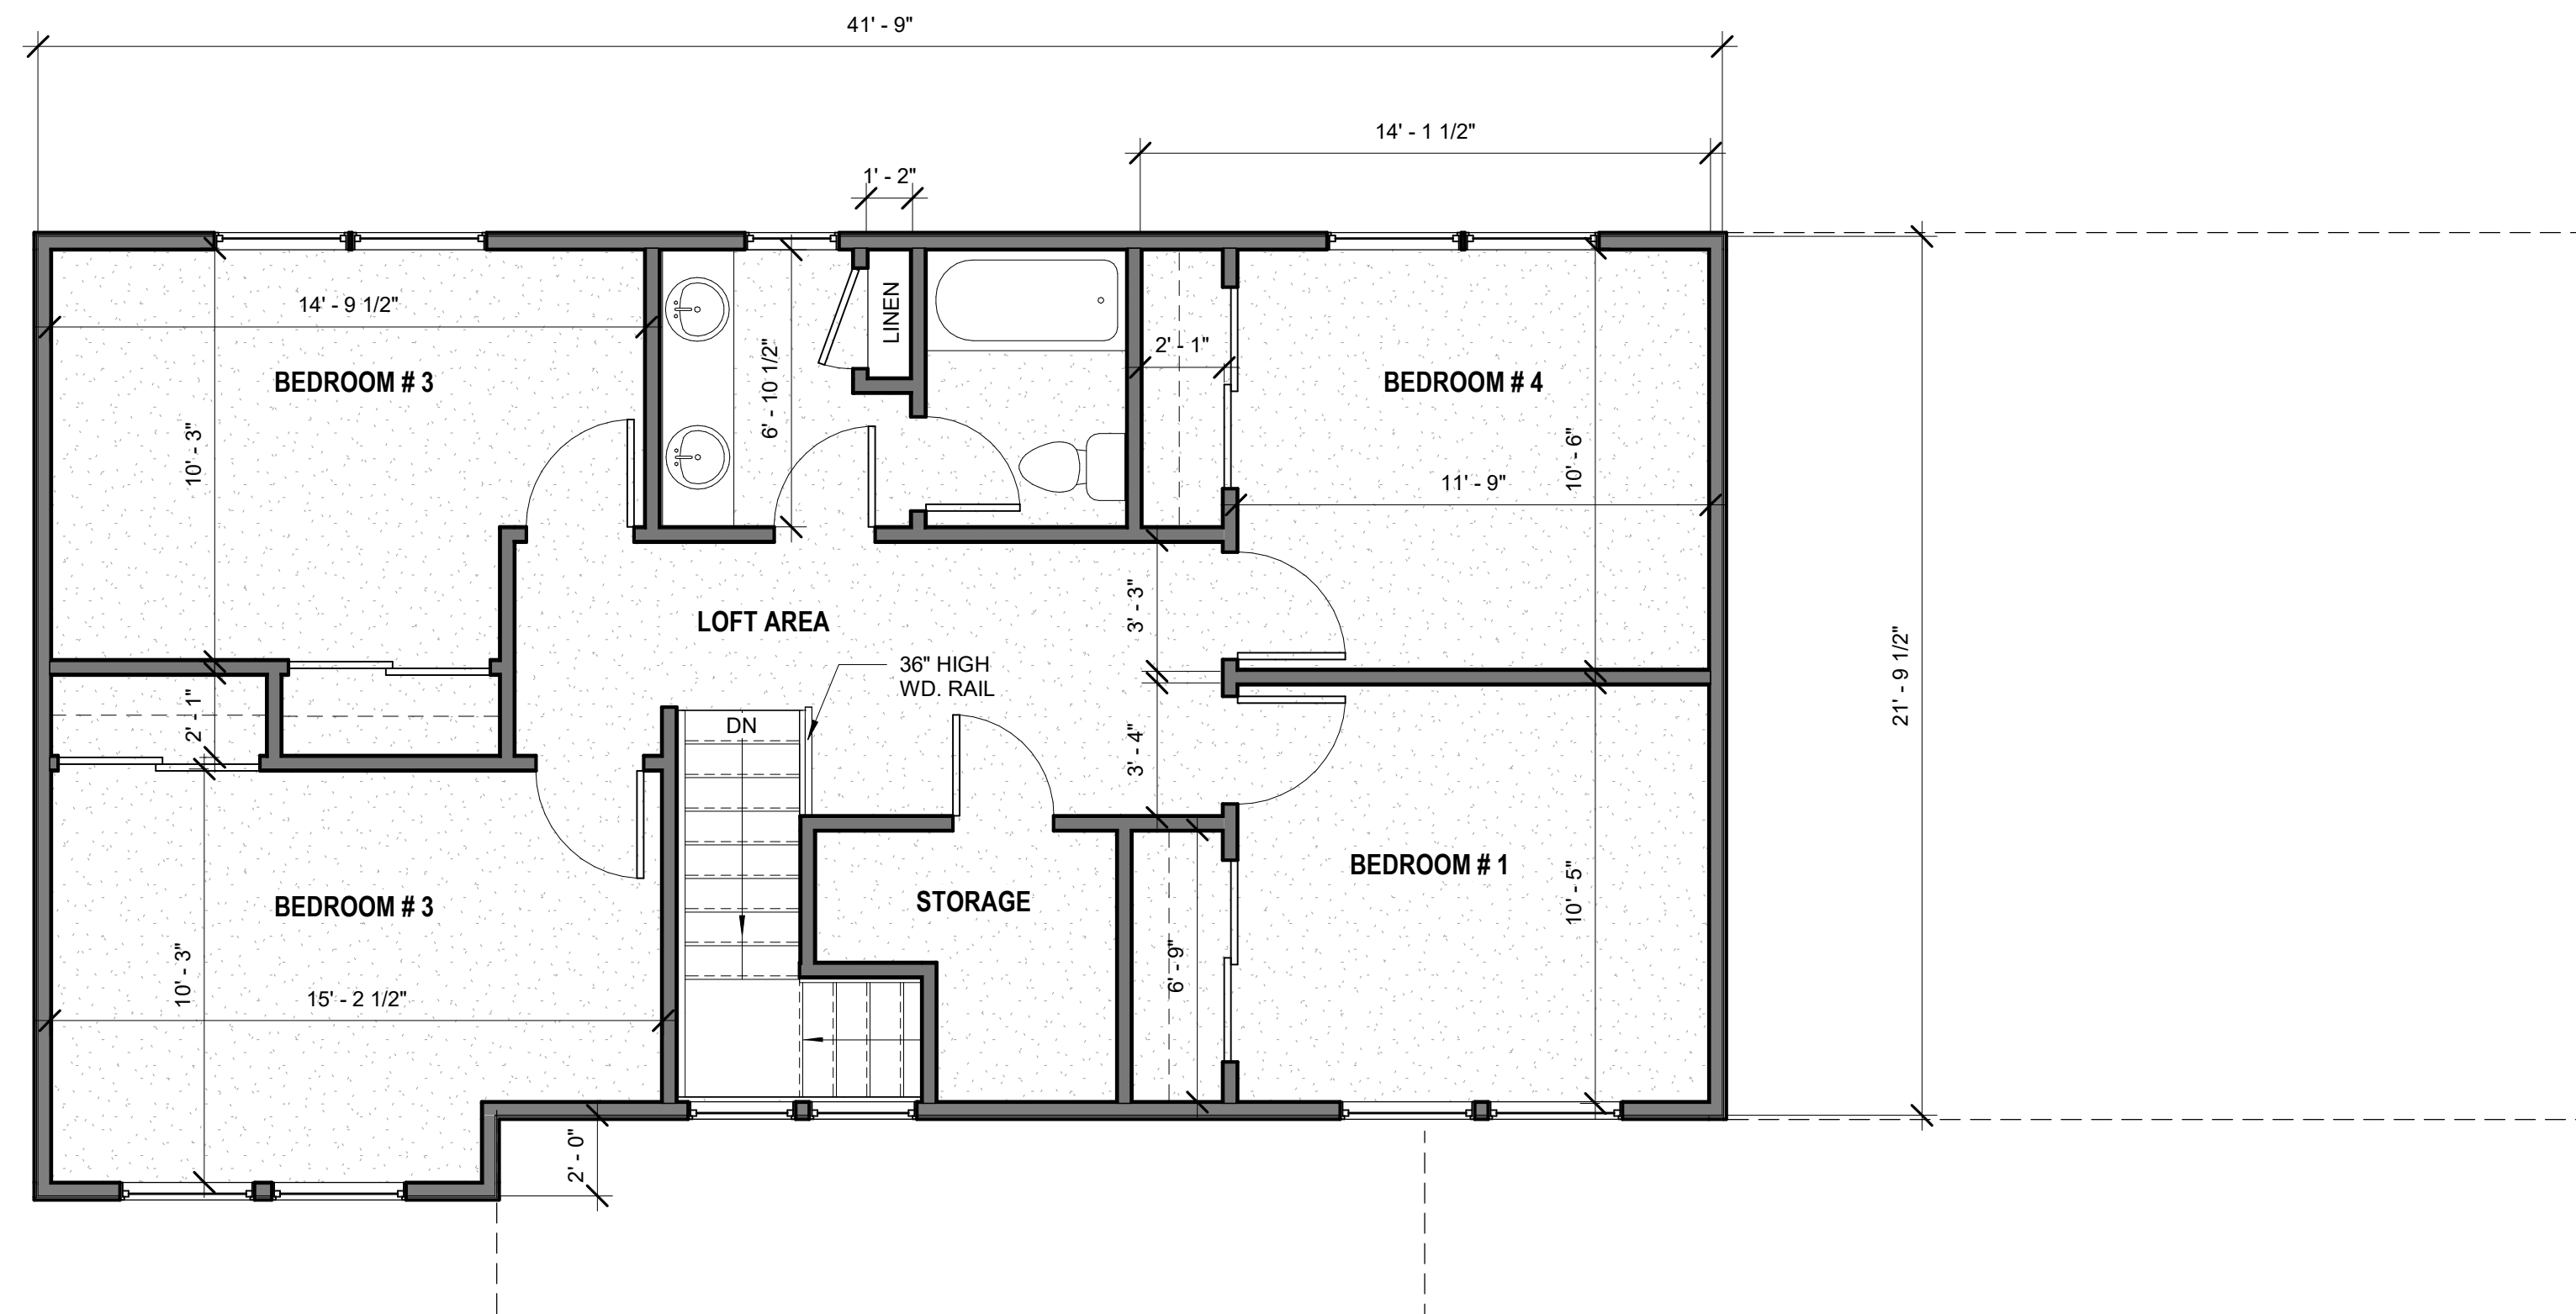 41' - 9"
14' - 1 1/2"
1' - 2"
14' - 9 1/2"
LINEN
6' - 10 1/2"
2' - 1"
BEDROOM # 3
BEDROOM # 4
10' - 3"
10' - 6"
11' - 9"
LOFT AREA
3' - 3"
36" HIGH
WD. RAIL
21' - 9 1/2"
2' - 1"
DN
3' - 4"
BEDROOM # 1
10' - 5"
BEDROOM # 3
STORAGE
10' - 3"
6' - 9"
15' - 2 1/2"
2' - 0"